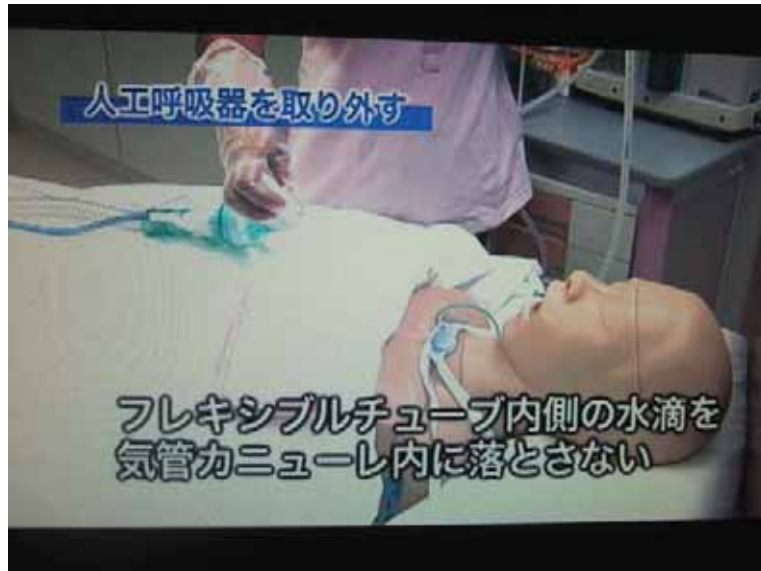 人工呼吸器を取り外す
フレキシブルチューブ内側の水滴を
気管カニューレ内に落とさない